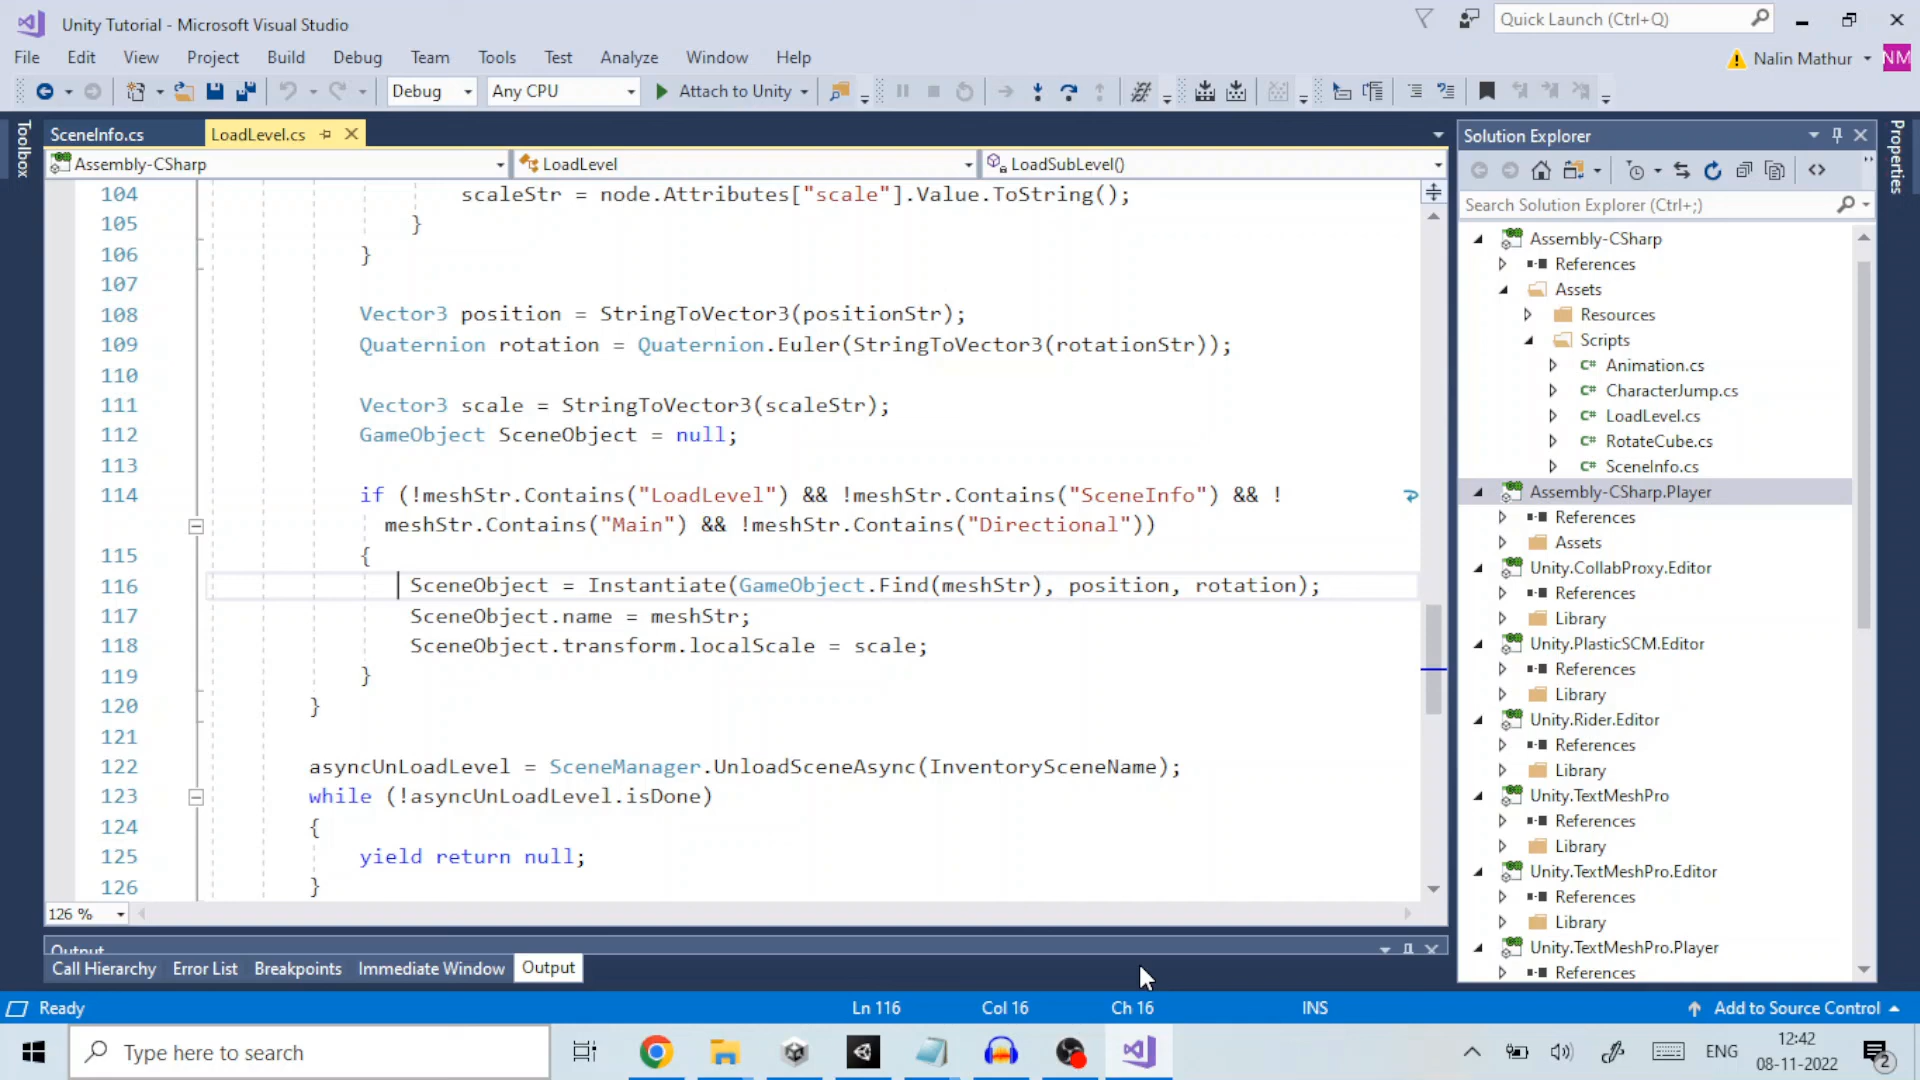 Unity Tutorial - Microsoft Visual Studio
Quick Launch (Ctrl+Q)
File Edit View Project Build Debug Team Tools Test Analyze Window Help
Nalin Mathur
NM
Debug
Any CPU
Attach to Unity
Toolbox
SceneInfo.cs
LoadLevel.cs
Assembly-CSharp
LoadLevel
LoadSubLevel()
104 scaleStr = node.Attributes["scale"].Value.ToString();
105 }
106 }
107
108 Vector3 position = StringToVector3(positionStr);
109 Quaternion rotation = Quaternion.Euler(StringToVector3(rotationStr));
110
111 Vector3 scale = StringToVector3(scaleStr);
112 GameObject SceneObject = null;
113
114 if (!meshStr.Contains("LoadLevel") && !meshStr.Contains("SceneInfo") && !
meshStr.Contains("Main") && !meshStr.Contains("Directional"))
115 {
116 SceneObject = Instantiate(GameObject.Find(meshStr), position, rotation);
117 SceneObject.name = meshStr;
118 SceneObject.transform.localScale = scale;
119 }
120 }
121
122 asyncUnLoadLevel = SceneManager.UnloadSceneAsync(InventorySceneName);
123 while (!asyncUnLoadLevel.isDone)
124 {
125 yield return null;
126 }
126 %
Output
Call Hierarchy Error List Breakpoints Immediate Window Output
Solution Explorer
Search Solution Explorer (Ctrl+;)
Assembly-CSharp
References
Assets
Resources
Scripts
C# Animation.cs
C# CharacterJump.cs
C# LoadLevel.cs
C# RotateCube.cs
C# SceneInfo.cs
Assembly-CSharp.Player
References
Assets
Unity.CollabProxy.Editor
References
Library
Unity.PlasticSCM.Editor
References
Library
Unity.Rider.Editor
References
Library
Unity.TextMeshPro
References
Library
Unity.TextMeshPro.Editor
References
Library
Unity.TextMeshPro.Player
References
Properties
Ready
Ln 116
Col 16
Ch 16
INS
Add to Source Control
Type here to search
ENG
12:42
08-11-2022
2